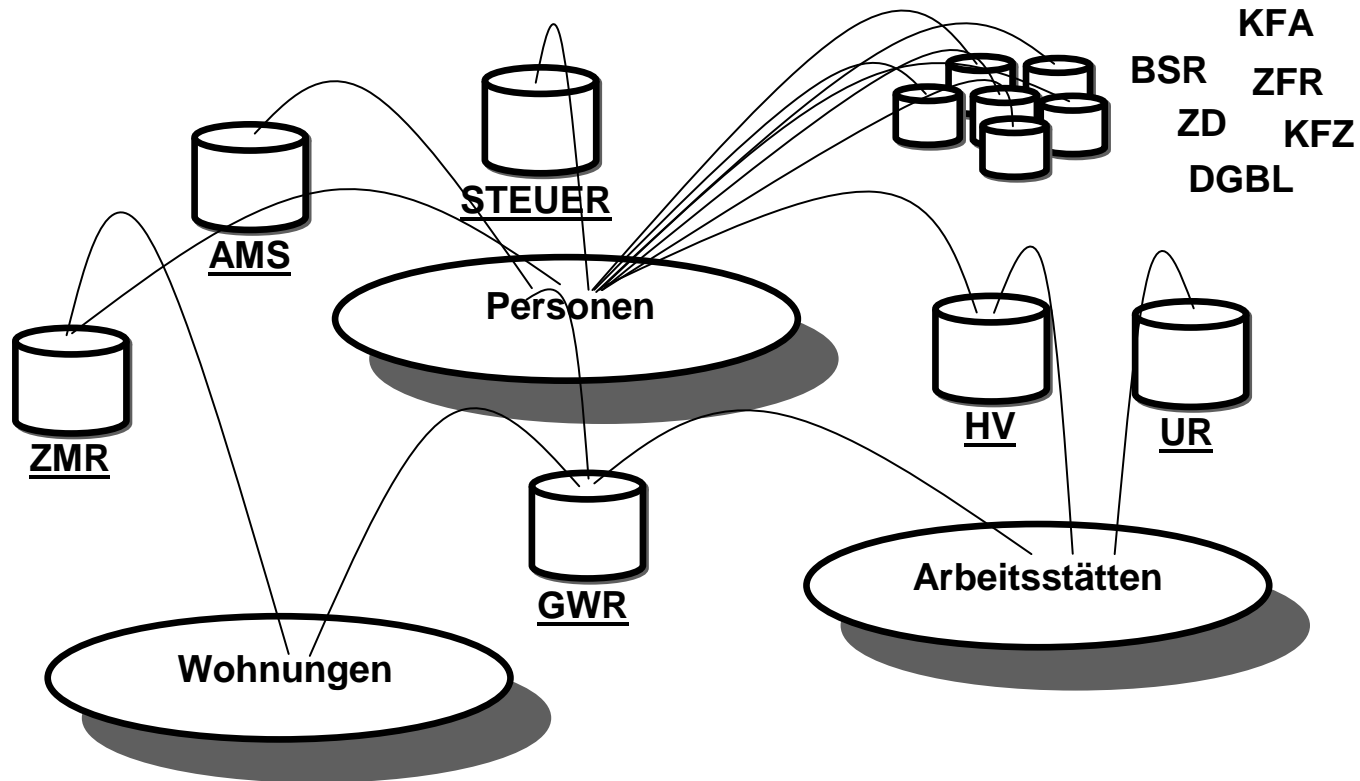 KFA
BSR
ZFR
ZD
KFZ
DGBL
STEUER
AMS
Personen
ZMR
HV
UR
GWR
Arbeitsstätten
Wohnungen